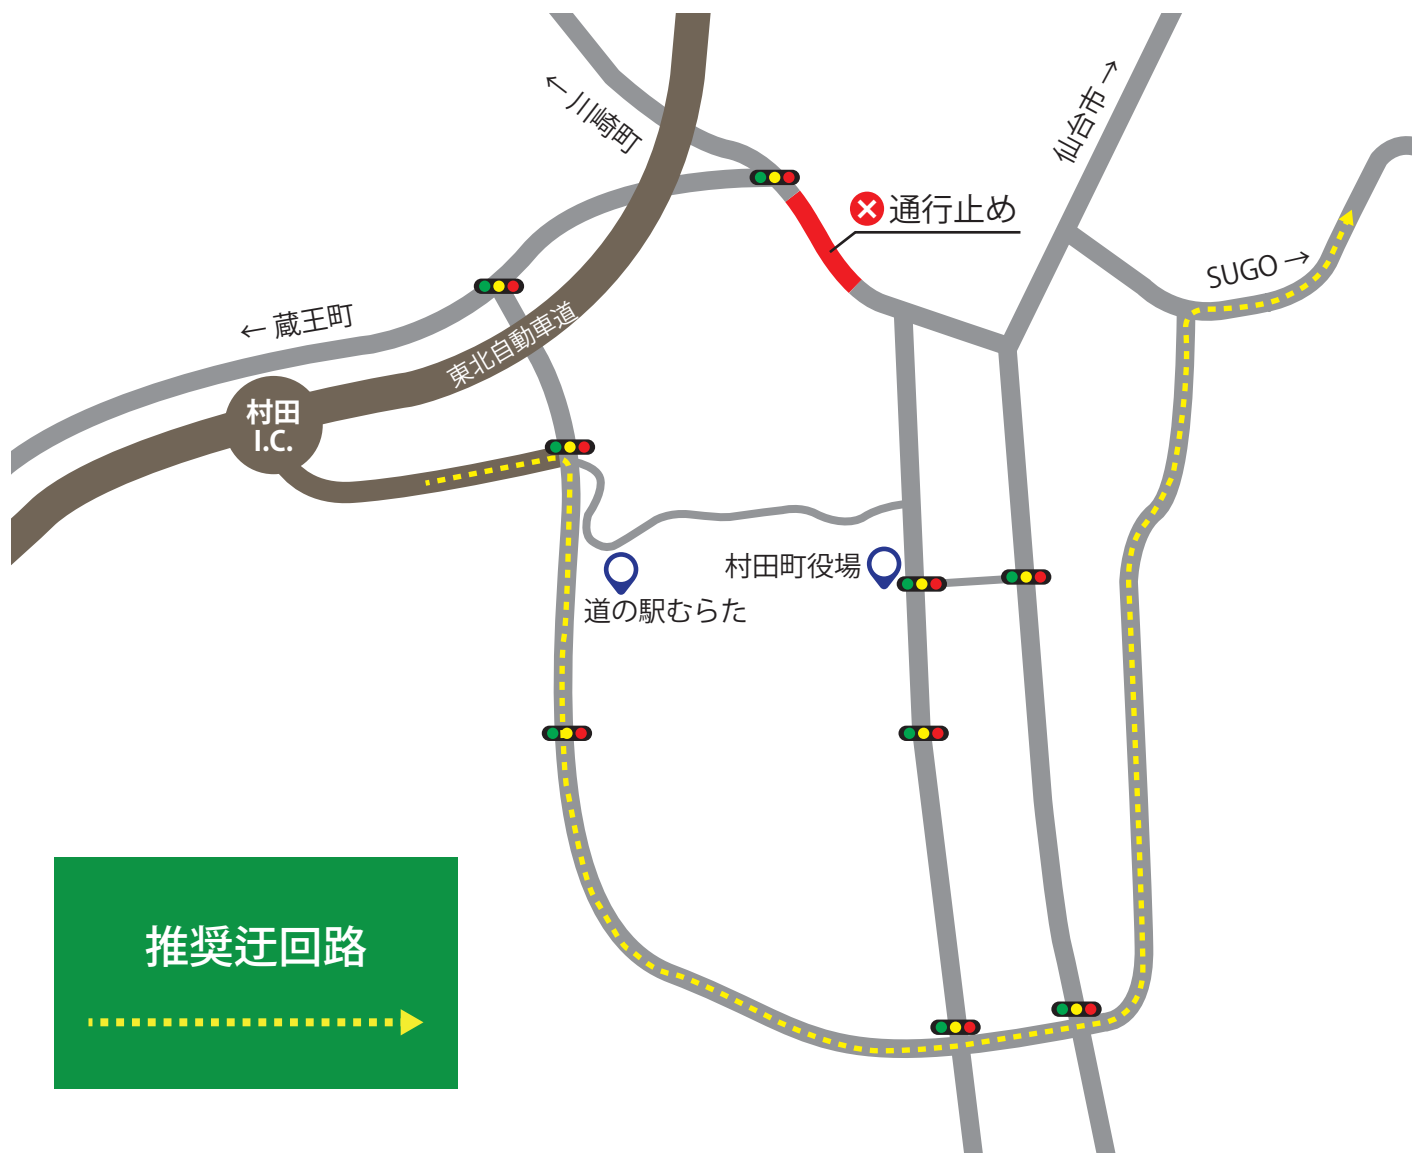 ← 川崎町
仙台市 →
通行止め
SUGO →
← 蔵王町
東北自動車道
村田
I.C.
村田町役場
道の駅むらた
推奨迂回路